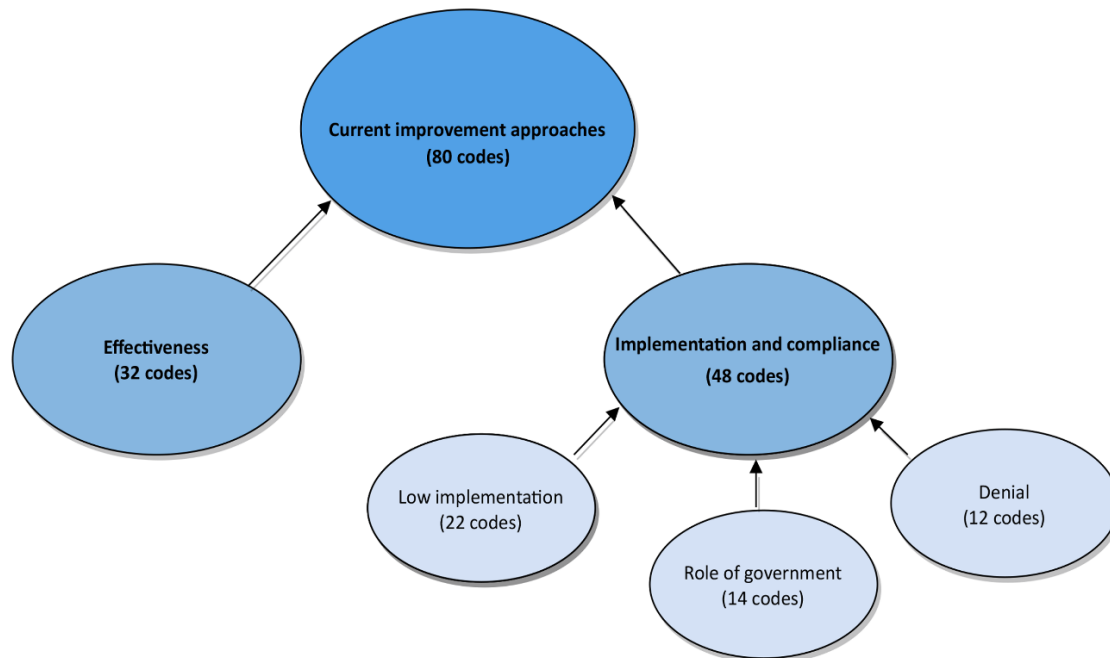 Current improvement approaches
(80 codes)
Effectiveness
(32 codes)
Implementation and compliance
(48 codes)
Low implementation
(22 codes)
Role of government
(14 codes)
Denial
(12 codes)